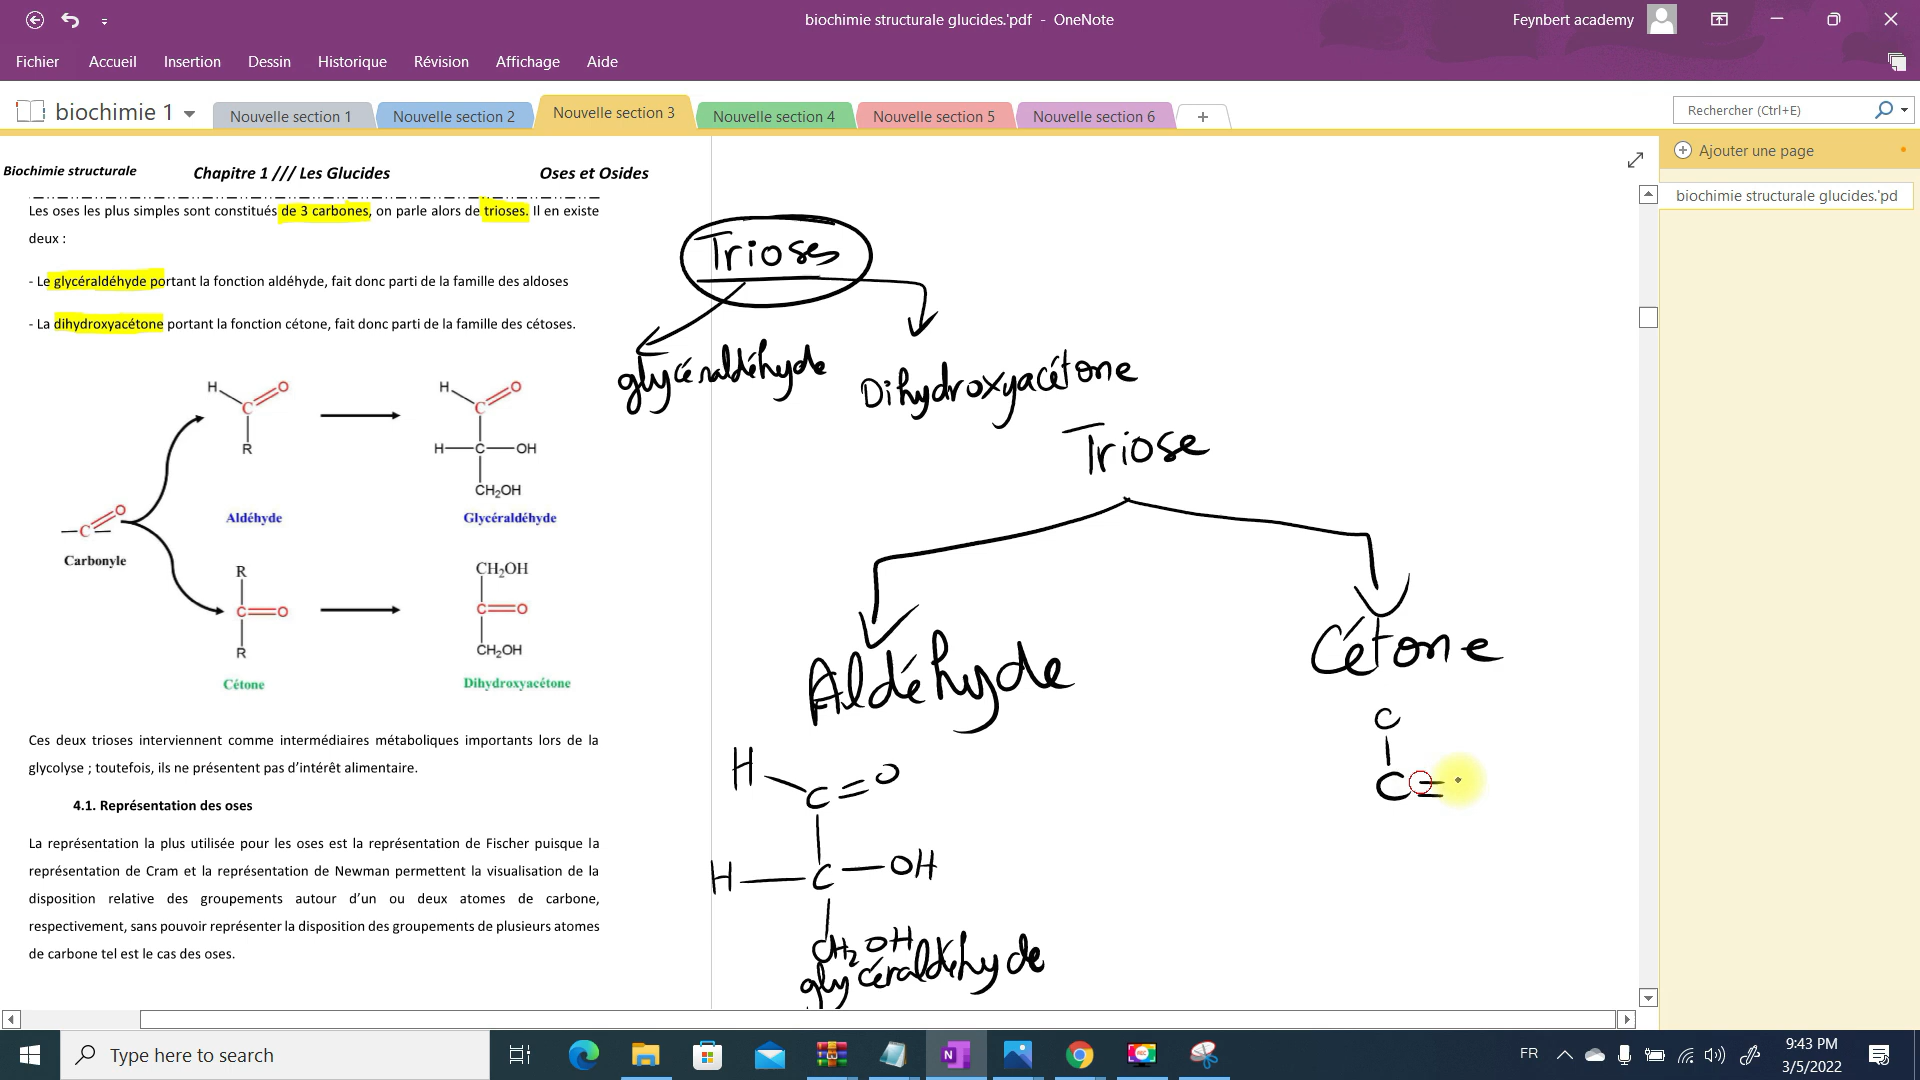 biochimie structurale glucides.'pdf - OneNote
Feynbert academy
Fichier Accueil Insertion Dessin Historique Révision Affichage Aide
biochimie 1
Nouvelle section 1
Nouvelle section 2
Nouvelle section 3
Nouvelle section 4
Nouvelle section 5
Nouvelle section 6
+
Rechercher (Ctrl+E)
Ajouter une page
biochimie structurale glucides.'pd
Biochimie structurale Chapitre 1 /// Les Glucides Oses et Osides
Les oses les plus simples sont constitués de 3 carbones, on parle alors de trioses. Il en existe
deux :
- Le glycéraldéhyde portant la fonction aldéhyde, fait donc parti de la famille des aldoses
- La dihydroxyacétone portant la fonction cétone, fait donc parti de la famille des cétoses.
H O
C
R
Aldéhyde
H O
C
H C OH
CH₂OH
Glycéraldéhyde
C O
Carbonyle
R
C O
R
Cétone
CH₂OH
C O
CH₂OH
Dihydroxyacétone
Ces deux trioses interviennent comme intermédiaires métaboliques importants lors de la
glycolyse ; toutefois, ils ne présentent pas d'intérêt alimentaire.
4.1. Représentation des oses
La représentation la plus utilisée pour les oses est la représentation de Fischer puisque la
représentation de Cram et la représentation de Newman permettent la visualisation de la
disposition relative des groupements autour d'un ou deux atomes de carbone,
respectivement, sans pouvoir représenter la disposition des groupements de plusieurs atomes
de carbone tel est le cas des oses.
Trioses
glycéraldéhyde
Dihydroxyacétone
Triose
Aldéhyde
Cétone
H
C = O
H — C — OH
CH₂OH
glycéraldéhyde
C
C =
Type here to search
FR
9:43 PM
3/5/2022